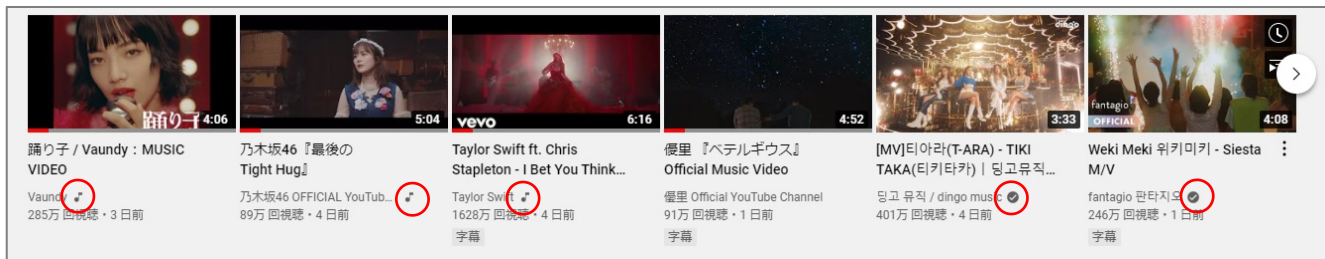 踊り子
4:06
踊り子 / Vaundy：MUSIC
VIDEO
Vaundy
285万 回視聴・3 日前
5:04
乃木坂46『最後の
Tight Hug』
乃木坂46 OFFICIAL YouTub...
89万 回視聴・4 日前
vevo
6:16
Taylor Swift ft. Chris
Stapleton - I Bet You Think…
Taylor Swift
1628万 回視聴・4 日前
字幕
4:52
優里 『ベテルギウス』
Official Music Video
優里 Official YouTube Channel
91万 回視聴・1 日前
字幕
dingo
3:33
[MV]티아라(T-ARA) - TIKI
TAKA(티키타카)｜딩고뮤직…
딩고 뮤직 / dingo music
401万 回視聴・4 日前
fantagio
OFFICIAL
4:08
Weki Meki 위키미키 - Siesta
M/V
fantagio 판타지오
246万 回視聴・1 日前
字幕